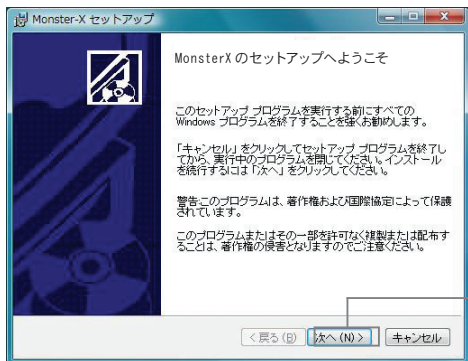 Monster-X セットアップ
MonsterX のセットアップへようこそ
このセットアップ プログラムを実行する前にすべての
Windows プログラムを終了することを強くお勧めします。
「キャンセル」をクリックしてセットアップ プログラムを終了し
てから、実行中のプログラムを閉じてください。インストール
を続行するには「次へ」をクリックしてください。
警告:このプログラムは、著作権および国際協定によって保護
されています。
このプログラムまたはその一部を許可なく複製または配布す
ることは、著作権の侵害となりますのでご注意ください。
< 戻る(B) 次へ(N) > キャンセル